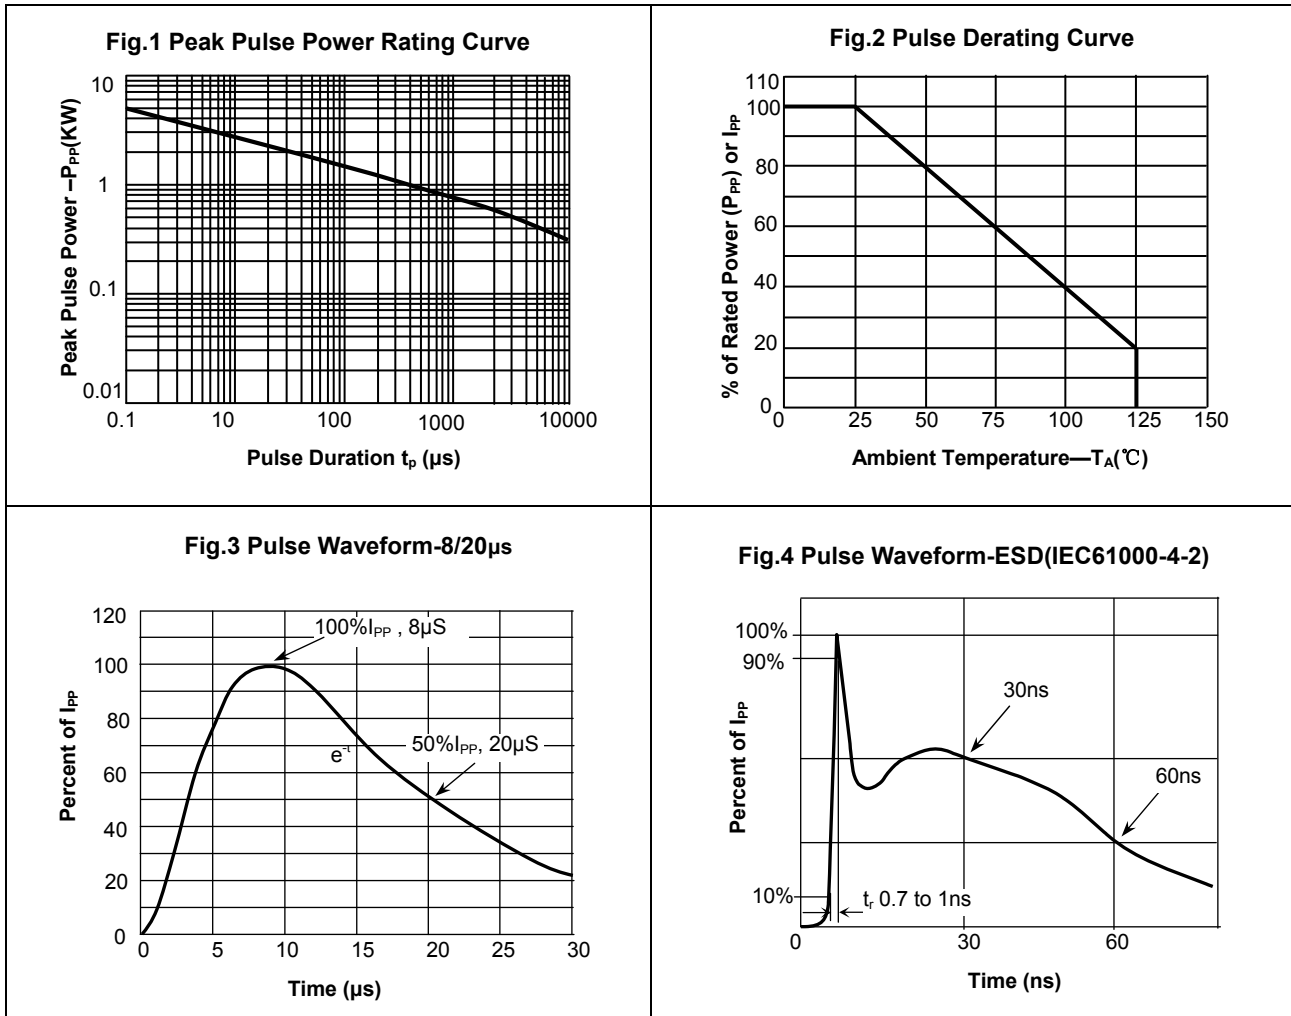 Fig.1 Peak Pulse Power Rating Curve
Peak Pulse Power –PPP(KW)
10
1
0.1
0.01
0.1
10
100
1000
10000
Pulse Duration tp (µs)
Fig.2 Pulse Derating Curve
% of Rated Power (PPP) or IPP
110
100
80
60
40
20
0
0
25
50
75
100
125
150
Ambient Temperature—TA(℃)
Fig.3 Pulse Waveform-8/20µs
Percent of IPP
120
100
80
60
40
20
0
100%IPP , 8µS
e-t
50%IPP, 20µS
0
5
10
15
20
25
30
Time (µs)
Fig.4 Pulse Waveform-ESD(IEC61000-4-2)
Percent of IPP
100%
90%
10%
30ns
60ns
tr 0.7 to 1ns
0
30
60
Time (ns)